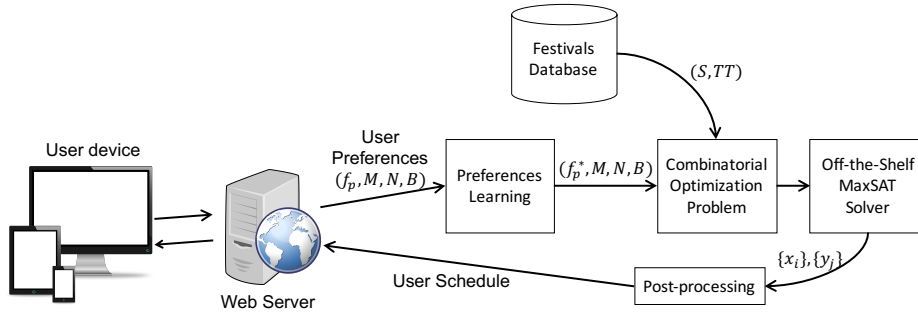 Festivals
Database
(S,TT)
User device
User
Preferences
(f_p,M,N,B)
Preferences
Learning
(f_p^*,M,N,B)
Combinatorial
Optimization
Problem
Off-the-Shelf
MaxSAT
Solver
{x_i},{y_j}
Post-processing
User Schedule
Web Server